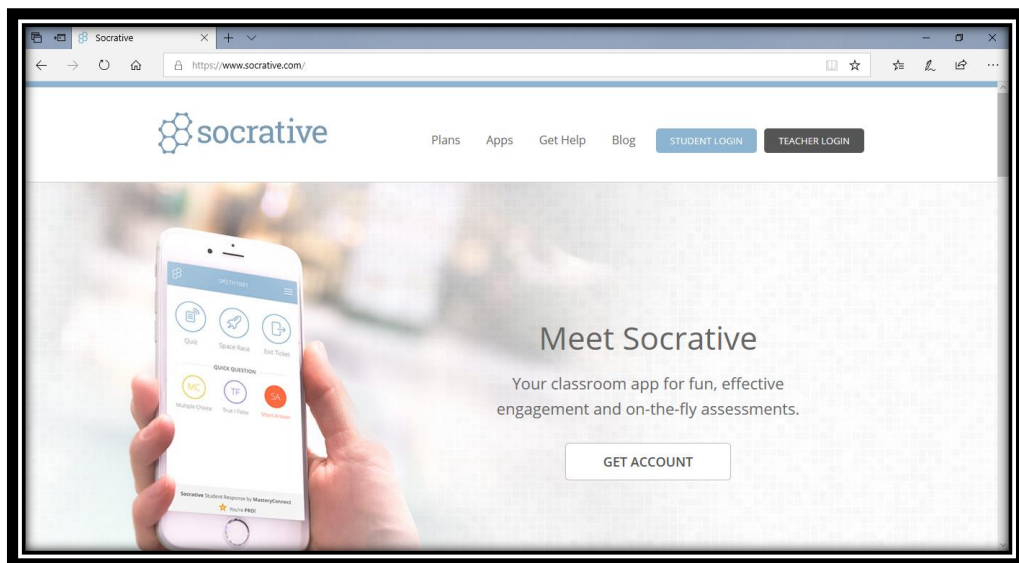 Socrative
https://www.socrative.com/
socrative
Plans Apps Get Help Blog STUDENT LOGIN TEACHER LOGIN
Quiz Space Race Exit Ticket
QUICK QUESTION
MC TF SA
Multiple Choice True / False Short Answer
Socrative Student Response by MasteryConnect
You're PRO!
Meet Socrative
Your classroom app for fun, effective
engagement and on-the-fly assessments.
GET ACCOUNT